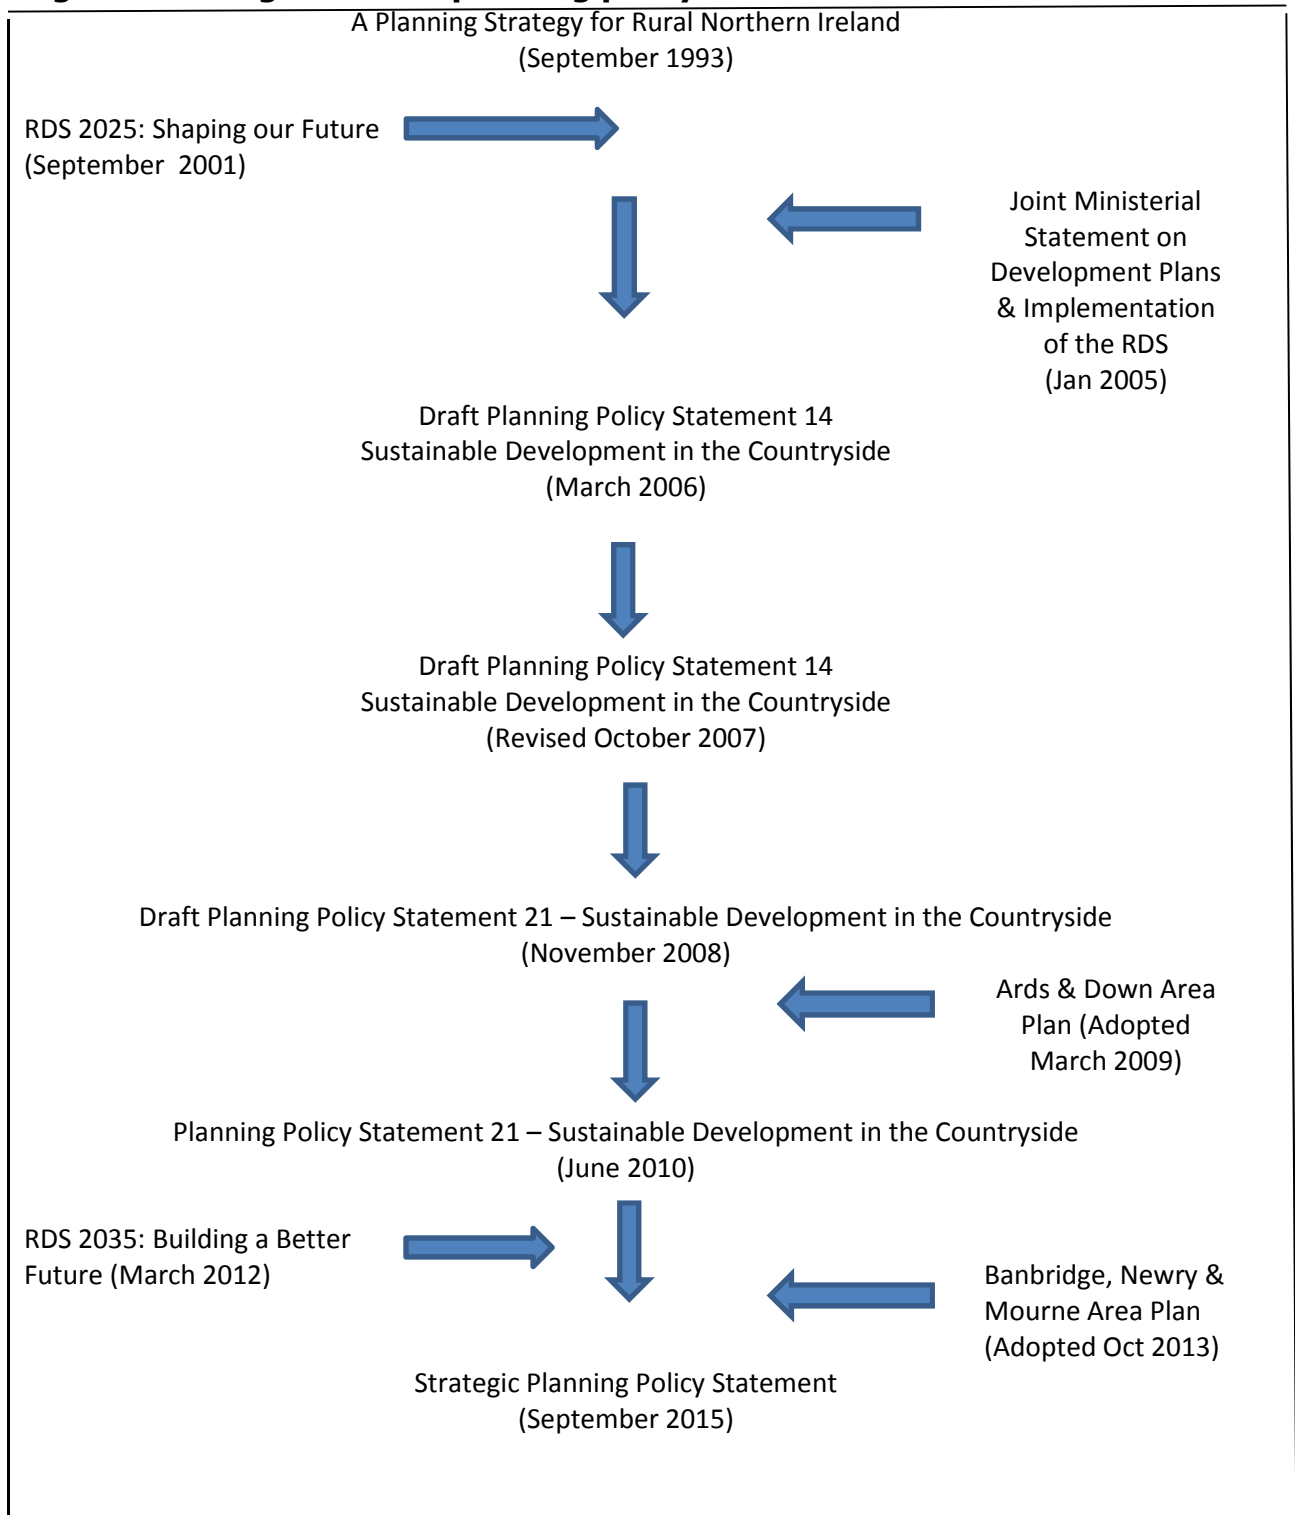 A Planning Strategy for Rural Northern Ireland
(September 1993)
RDS 2025: Shaping our Future
(September 2001)
Joint Ministerial
Statement on
Development Plans
& Implementation
of the RDS
(Jan 2005)
Draft Planning Policy Statement 14
Sustainable Development in the Countryside
(March 2006)
Draft Planning Policy Statement 14
Sustainable Development in the Countryside
(Revised October 2007)
Draft Planning Policy Statement 21 – Sustainable Development in the Countryside
(November 2008)
Ards & Down Area
Plan (Adopted
March 2009)
Planning Policy Statement 21 – Sustainable Development in the Countryside
(June 2010)
RDS 2035: Building a Better
Future (March 2012)
Banbridge, Newry &
Mourne Area Plan
(Adopted Oct 2013)
Strategic Planning Policy Statement
(September 2015)